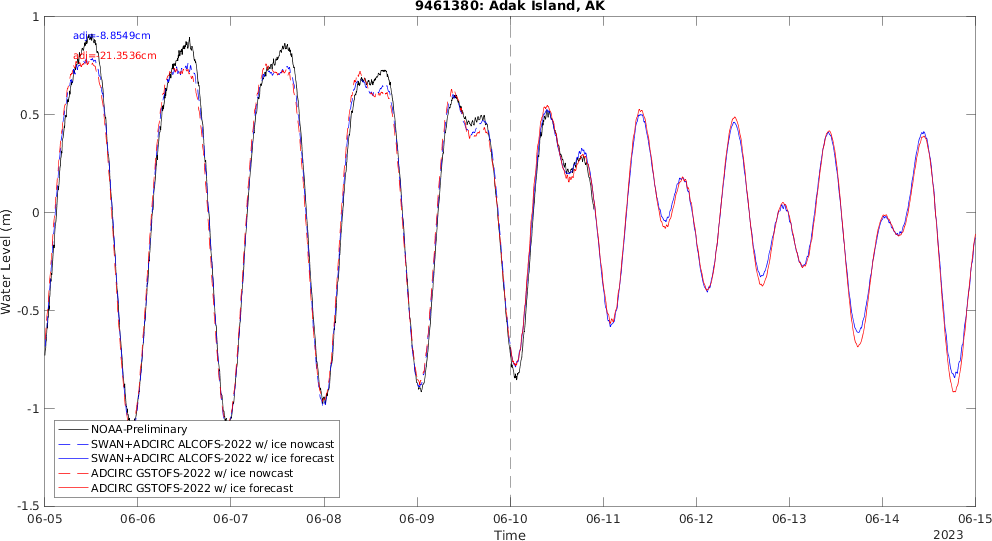 9461380: Adak Island, AK
adj=-8.8549cm
adj=-21.3536cm
Water Level (m)
1
0.5
0
-0.5
-1
-1.5
NOAA-Preliminary
SWAN+ADCIRC ALCOFS-2022 w/ ice nowcast
SWAN+ADCIRC ALCOFS-2022 w/ ice forecast
ADCIRC GSTOFS-2022 w/ ice nowcast
ADCIRC GSTOFS-2022 w/ ice forecast
06-05 06-06 06-07 06-08 06-09 06-10 06-11 06-12 06-13 06-14 06-15
Time
2023